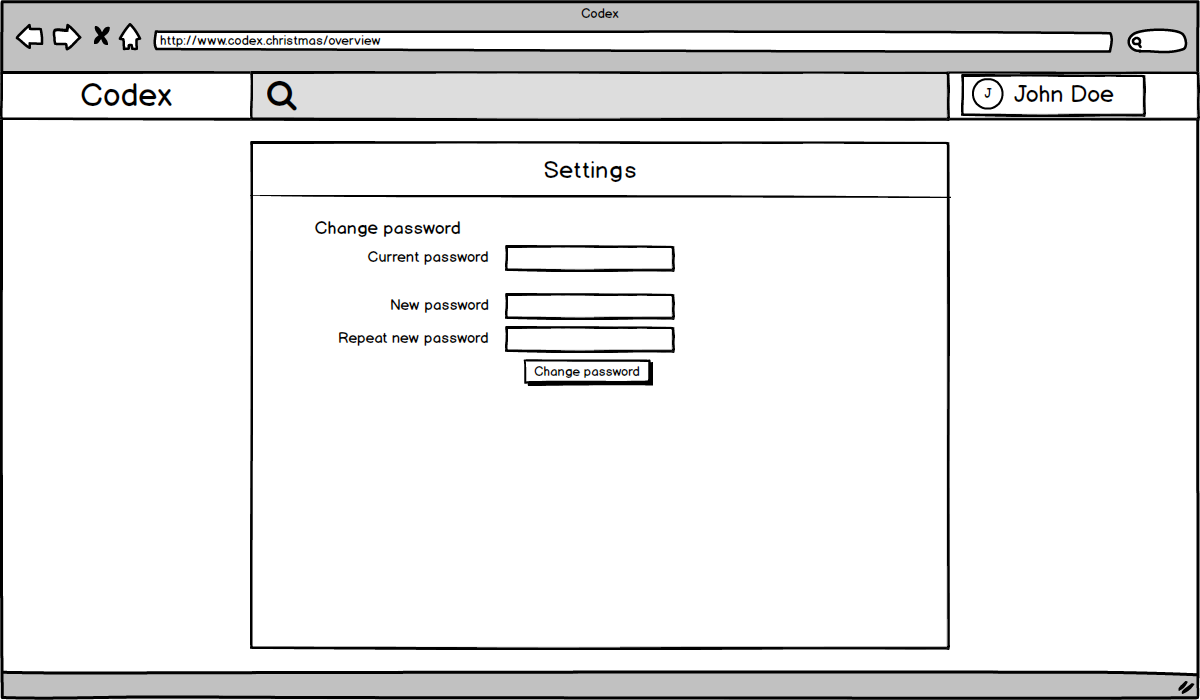 Codex
http://www.codex.christmas/overview
Codex
J John Doe
Settings
Change password
Current password
New password
Repeat new password
Change password